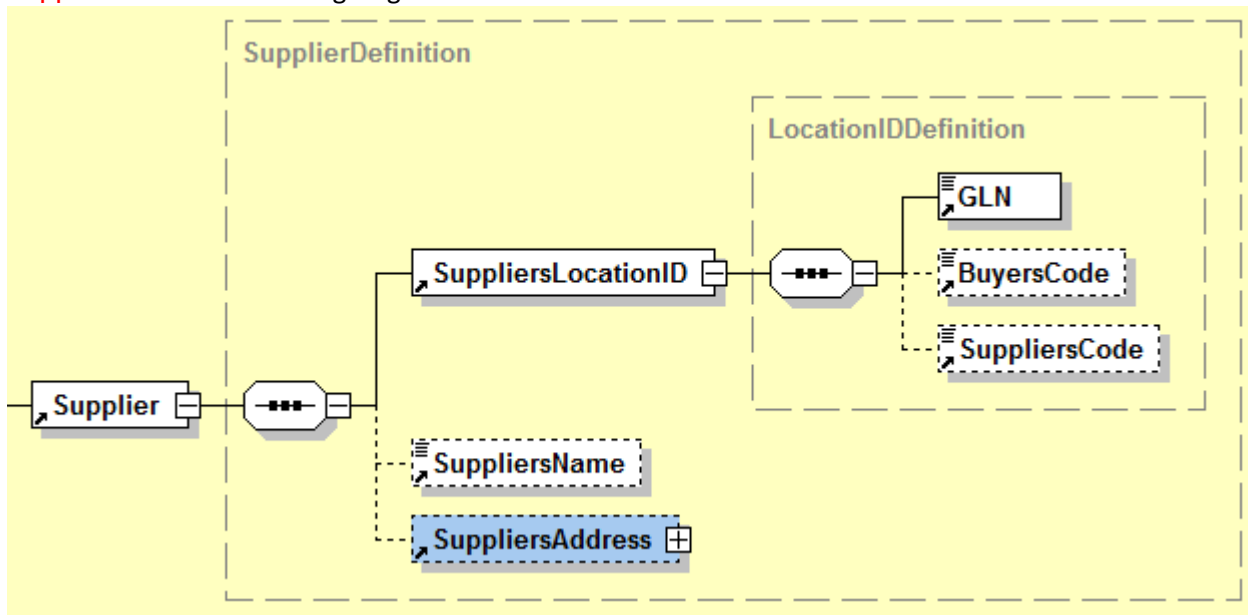 SupplierDefinition
LocationIDDefinition
GLN
SuppliersLocationID
BuyersCode
SuppliersCode
Supplier
SuppliersName
SuppliersAddress